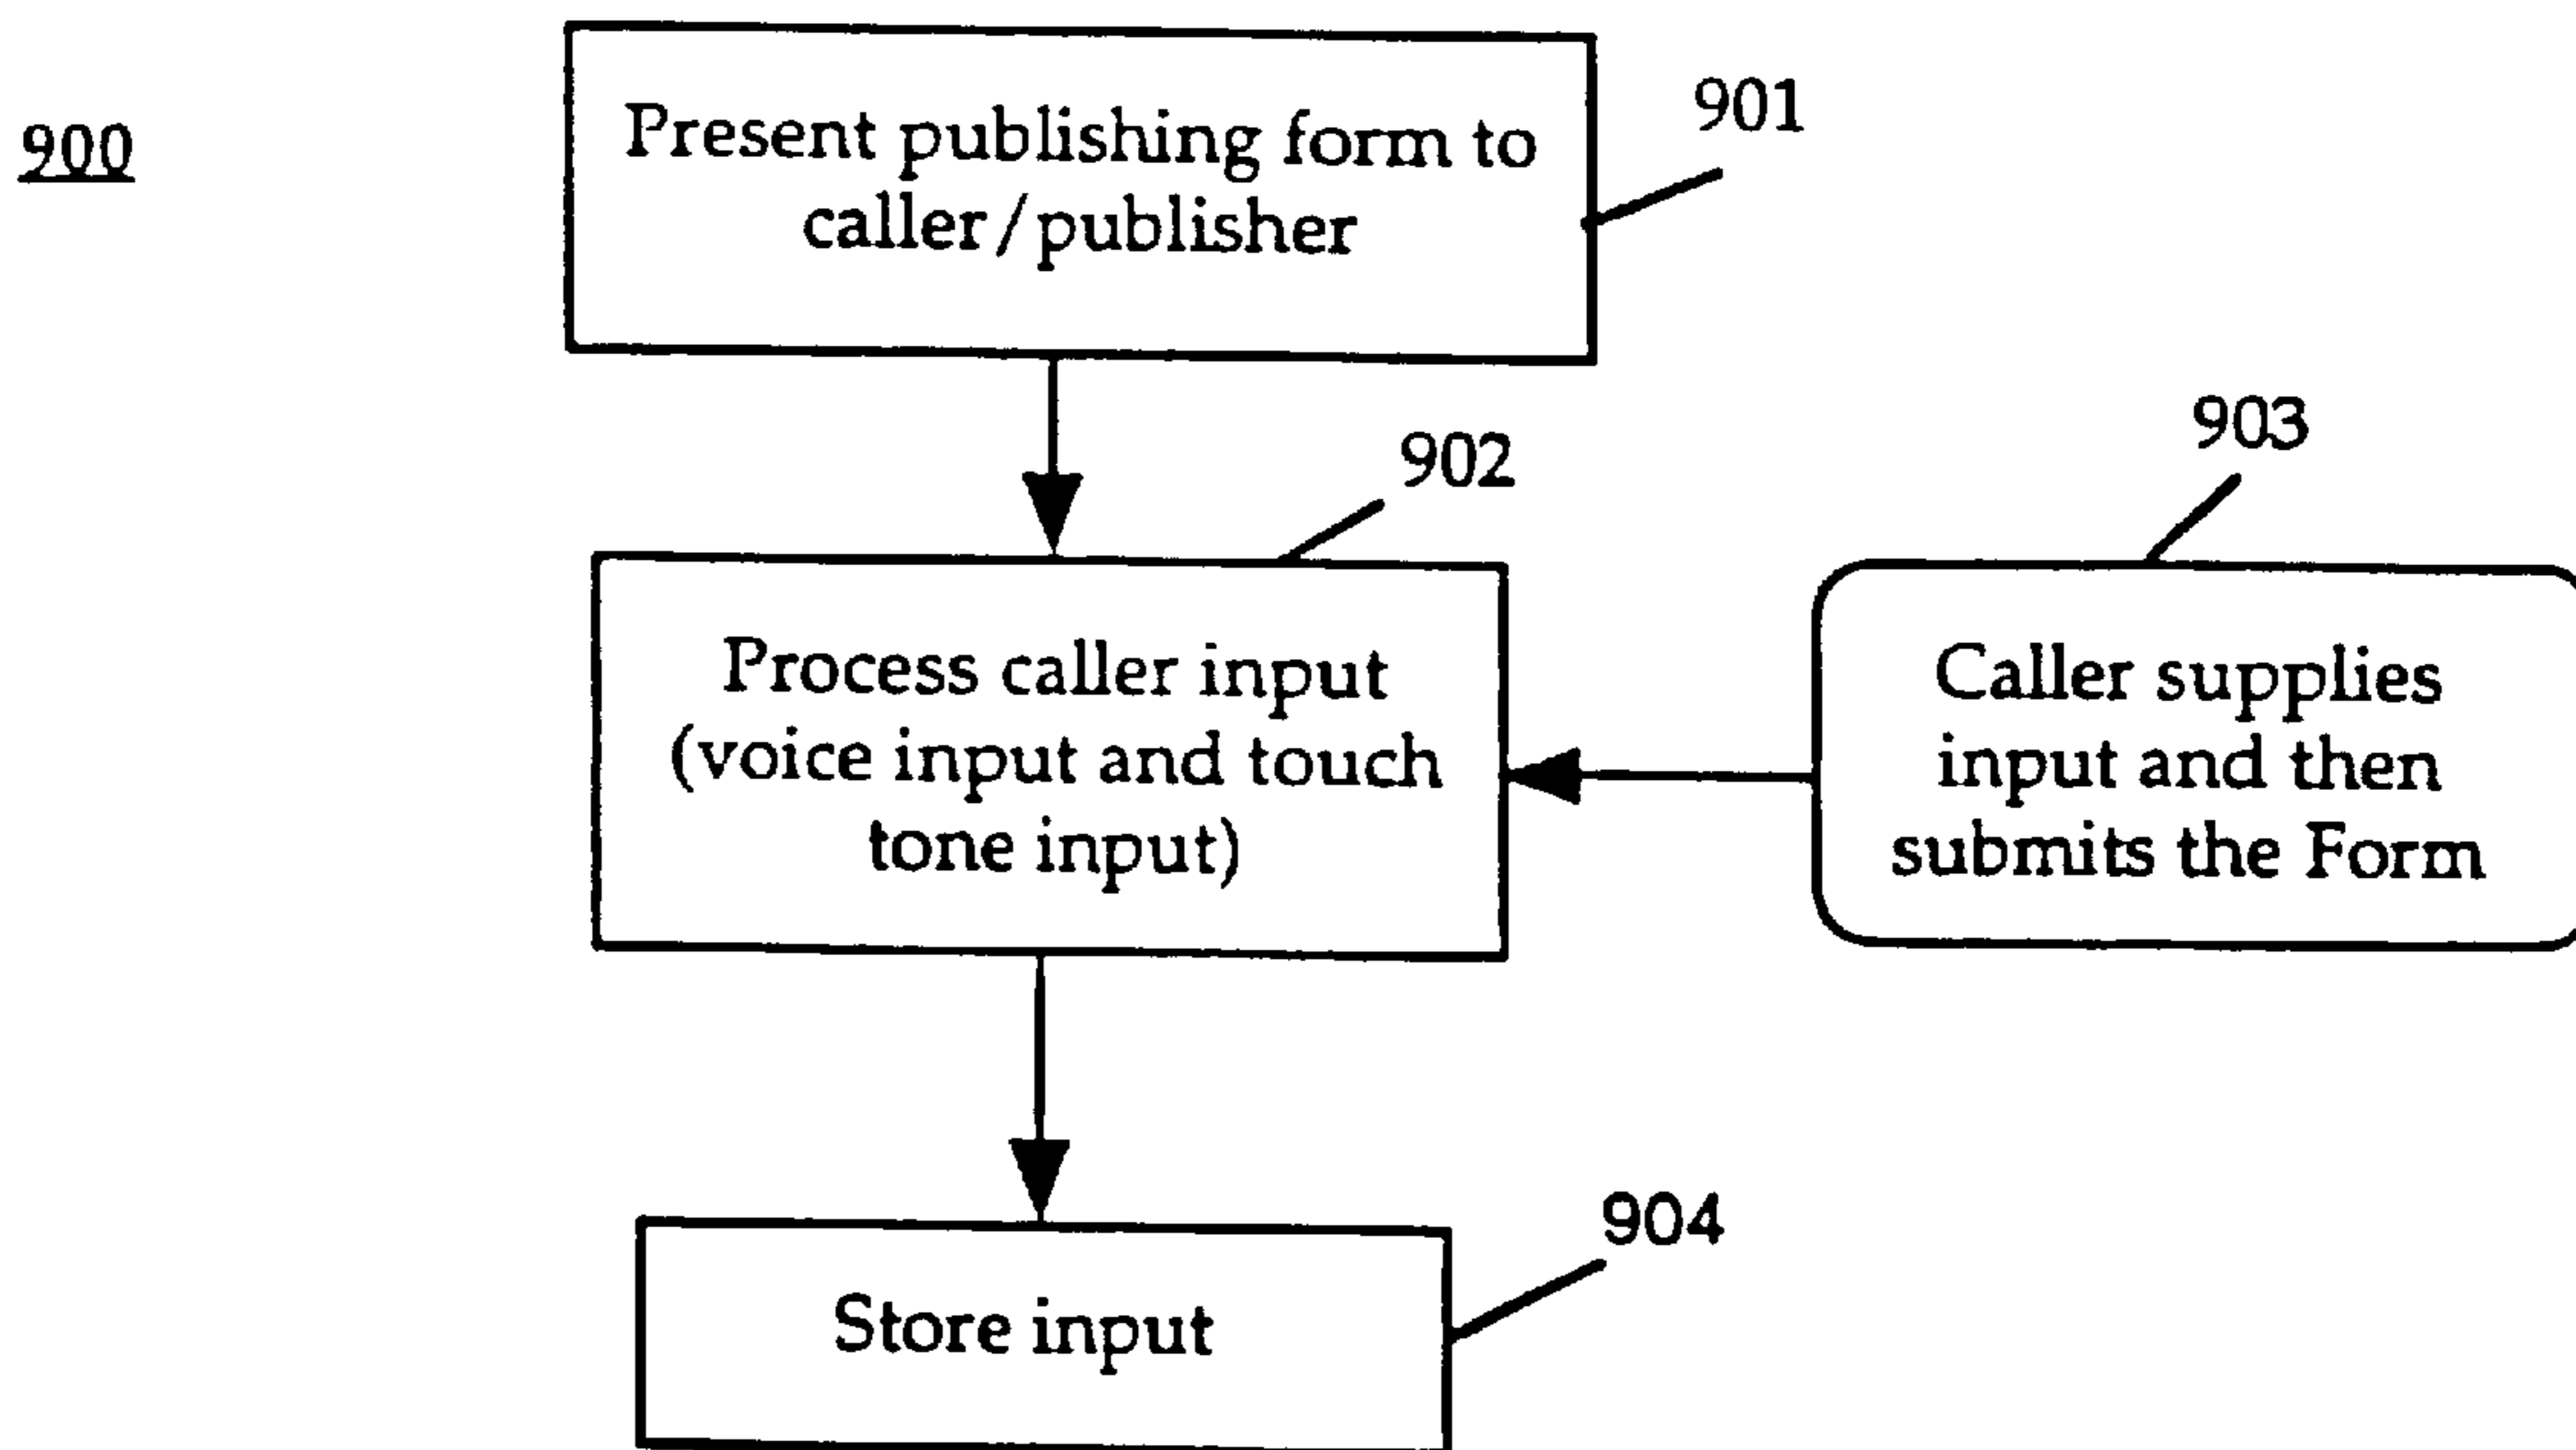 900
Present publishing form to
caller/publisher
901
902
903
Process caller input
(voice input and touch
tone input)
Caller supplies
input and then
submits the Form
904
Store input